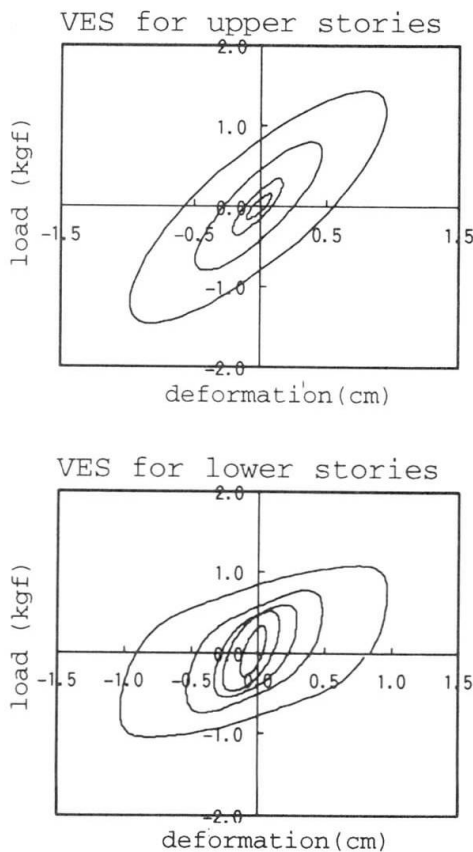 VES for upper stories
2.0
1.0
load (kgf)
0.0
-1.5 -0.5 0.5 1.5
-1.0
-2.0
deformation(cm)
VES for lower stories
2.0
1.0
load (kgf)
-1.5 -1.0 -0.5 0.0 0.5 1.0 1.5
-1.0
-2.0
deformation(cm)